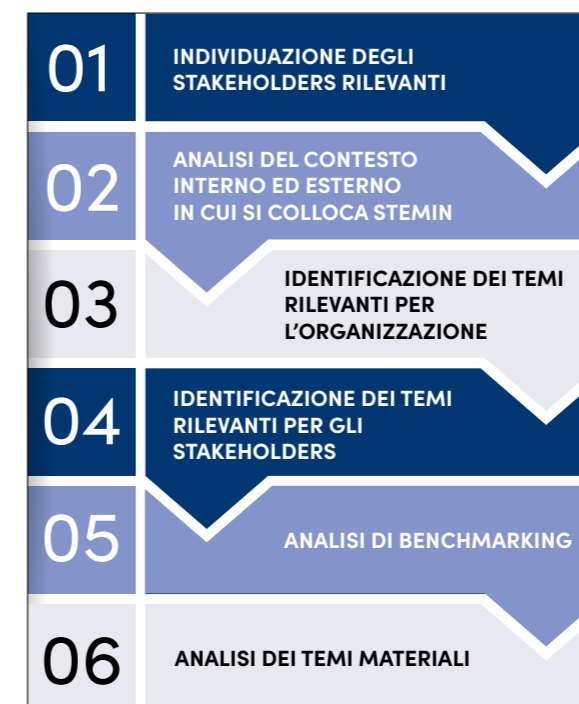 01
INDIVIDUAZIONE DEGLI
STAKEHOLDERS RILEVANTI
02
ANALISI DEL CONTESTO
INTERNO ED ESTERNO
IN CUI SI COLLOCA STEMIN
03
IDENTIFICAZIONE DEI TEMI
RILEVANTI PER
L’ORGANIZZAZIONE
04
IDENTIFICAZIONE DEI TEMI
RILEVANTI PER GLI
STAKEHOLDERS
05
ANALISI DI BENCHMARKING
06
ANALISI DEI TEMI MATERIALI